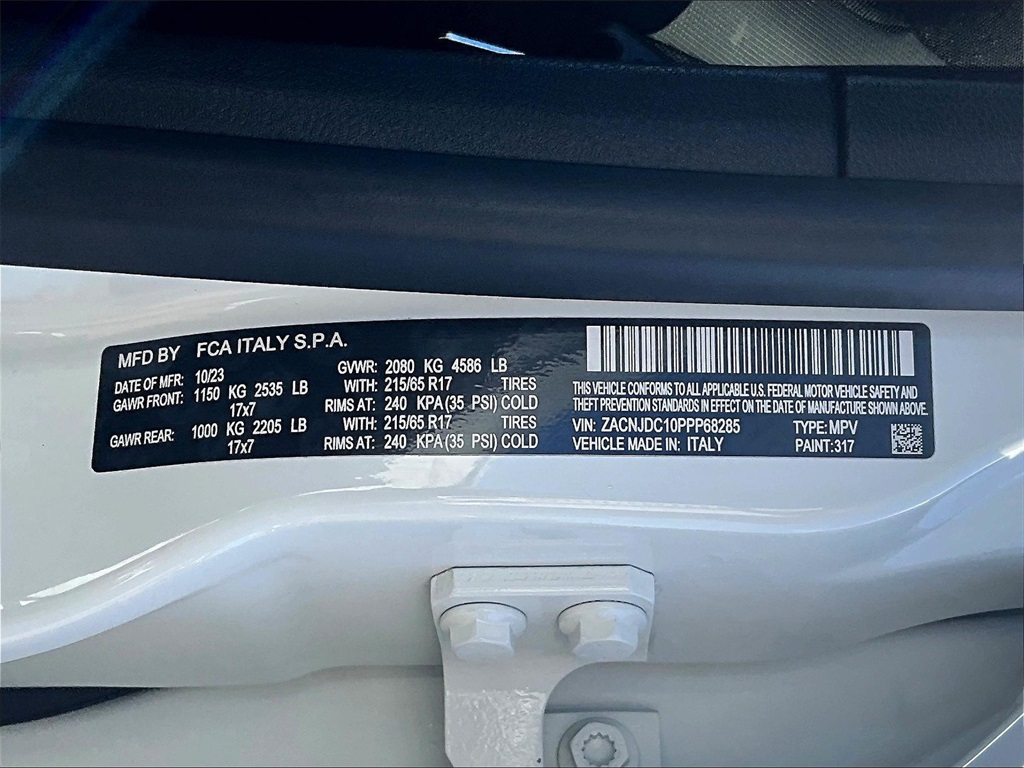 MFD BY FCA ITALY S.P.A.
DATE OF MFR: 10/23 GVWR: 2080 KG 4586 LB
GAWR FRONT: 1150 KG 2535 LB WITH: 215/65 R17 TIRES
17x7 RIMS AT: 240 KPA (35 PSI) COLD
GAWR REAR: 1000 KG 2205 LB WITH: 215/65 R17 TIRES
17x7 RIMS AT: 240 KPA (35 PSI) COLD
THIS VEHICLE CONFORMS TO ALL APPLICABLE U.S. FEDERAL MOTOR VEHICLE SAFETY AND
THEFT PREVENTION STANDARDS IN EFFECT ON THE DATE OF MANUFACTURE SHOWN ABOVE.
VIN: ZACNJDC10PPP68285 TYPE: MPV
VEHICLE MADE IN: ITALY PAINT: 317